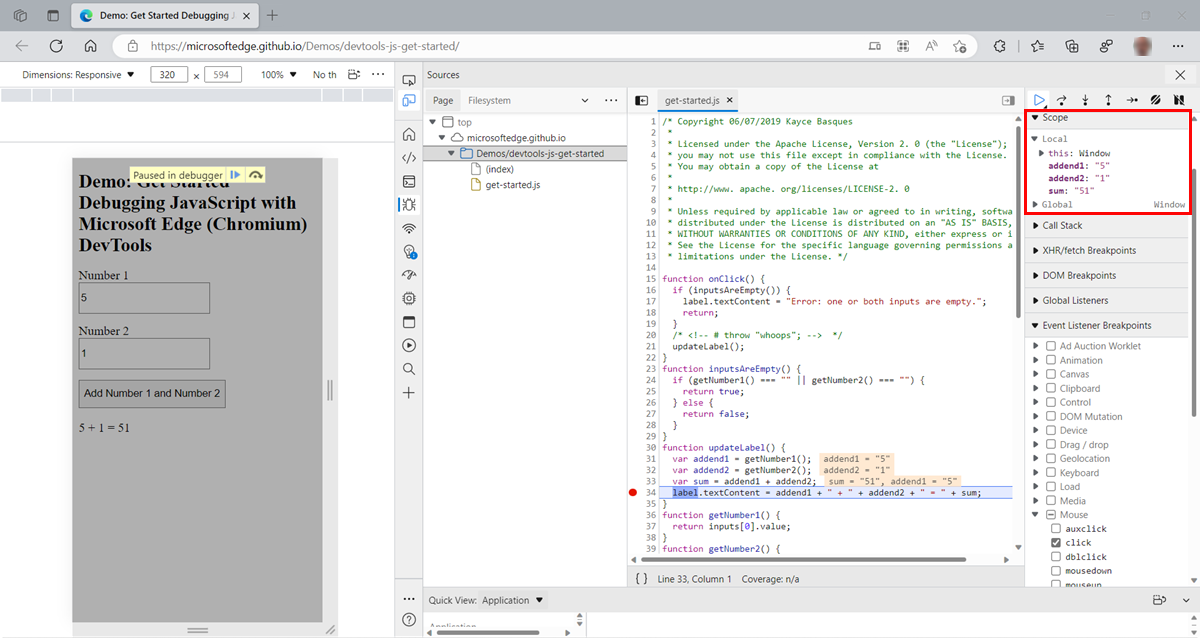 Demo: Get Started Debugging J
https://microsoftedge.github.io/Demos/devtools-js-get-started/
Dimensions: Responsive 320 x 594 100% No th
Paused in debugger
Demo: Get Started
Debugging JavaScript with
Microsoft Edge (Chromium)
DevTools
Number 1
5
Number 2
1
Add Number 1 and Number 2
5 + 1 = 51
Sources
Page Filesystem
top
microsoftedge.github.io
Demos/devtools-js-get-started
(index)
get-started.js
get-started.js
1 /* Copyright 06/07/2019 Kayce Basques
2 *
3 * Licensed under the Apache License, Version 2. 0 (the "License");
4 * you may not use this file except in compliance with the License.
5 * You may obtain a copy of the License at
6 *
7 * http://www. apache. org/licenses/LICENSE-2. 0
8 *
9 * Unless required by applicable law or agreed to in writing, softwa
10 * distributed under the License is distributed on an "AS IS" BASIS,
11 * WITHOUT WARRANTIES OR CONDITIONS OF ANY KIND, either express or i
12 * See the License for the specific language governing permissions a
13 * limitations under the License. */
14
15 function onClick() {
16 if (inputsAreEmpty()) {
17 label.textContent = "Error: one or both inputs are empty.";
18 return;
19 }
20 /* <!-- # throw "whoops"; --> */
21 updateLabel();
22 }
23 function inputsAreEmpty() {
24 if (getNumber1() === "" || getNumber2() === "") {
25 return true;
26 } else {
27 return false;
28 }
29 }
30 function updateLabel() {
31 var addend1 = getNumber1(); addend1 = "5"
32 var addend2 = getNumber2(); addend2 = "1"
33 var sum = addend1 + addend2; sum = "51", addend1 = "5"
34 label.textContent = addend1 + " + " + addend2 + " = " + sum;
35 }
36 function getNumber1() {
37 return inputs[0].value;
38 }
39 function getNumber2() {
{ } Line 33, Column 1 Coverage: n/a
Scope
Local
this: Window
addend1: "5"
addend2: "1"
sum: "51"
Global Window
Call Stack
XHR/fetch Breakpoints
DOM Breakpoints
Global Listeners
Event Listener Breakpoints
Ad Auction Worklet
Animation
Canvas
Clipboard
Control
DOM Mutation
Device
Drag / drop
Geolocation
Keyboard
Load
Media
Mouse
auxclick
click
dblclick
mousedown
mouseup
Quick View: Application
Application